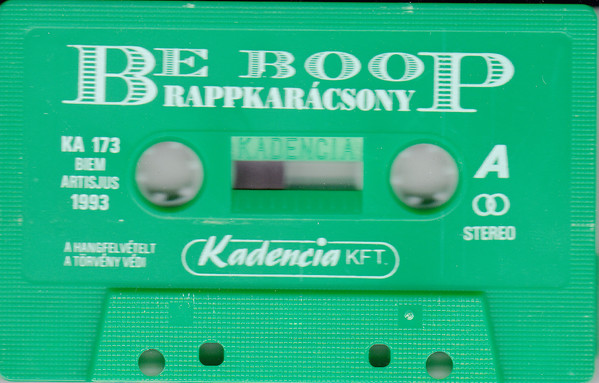 BE BOOP
RAPPKARÁCSONY
KADENCIA
KA 173
BIEM
ARTISJUS
1993
A
STEREO
A HANGFELVÉTELT
A TÖRVÉNY VÉDI
Kadencia KFT.